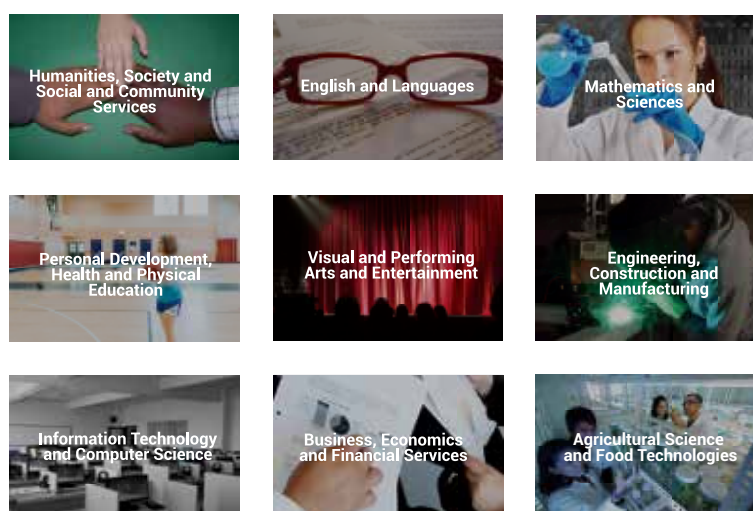 Humanities, Society and
Social and Community
Services
English and Languages
Mathematics and
Sciences
Personal Development,
Health and Physical
Education
Visual and Performing
Arts and Entertainment
Engineering,
Construction and
Manufacturing
Information Technology
and Computer Science
Business, Economics
and Financial Services
Agricultural Science
and Food Technologies